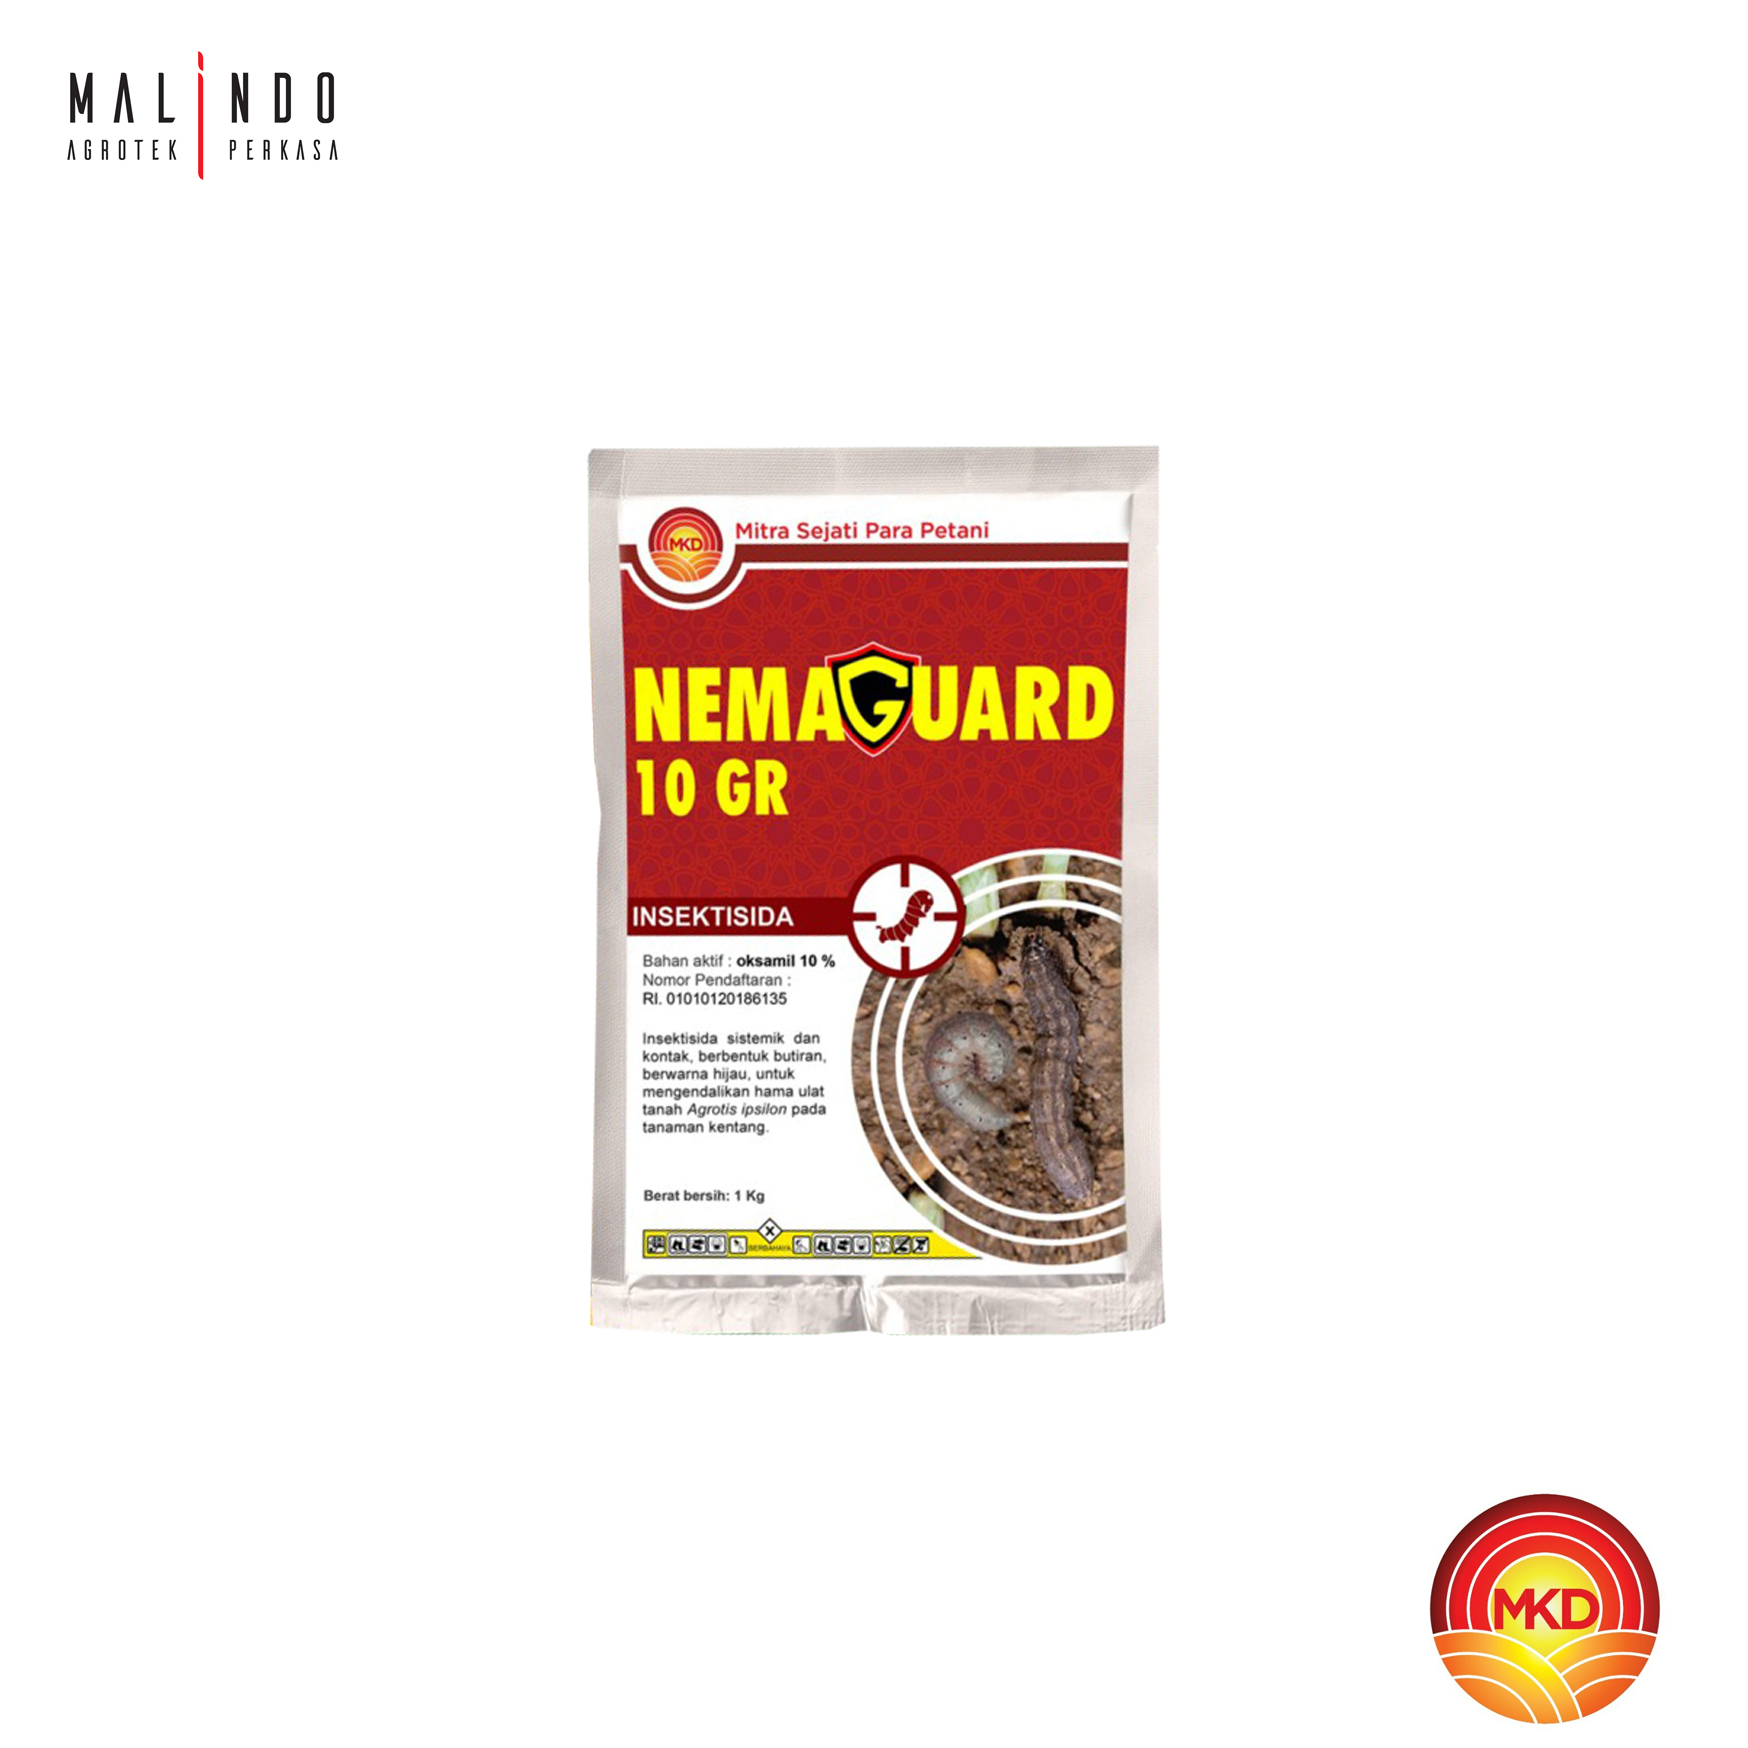 MALiNDO
AGROTEK PERKASA
MKD
Mitra Sejati Para Petani
NEMAGUARD
10 GR
INSEKTISIDA
Bahan aktif : oksamil 10 %
Nomor Pendaftaran :
RI. 01010120186135
Insektisida sistemik dan
kontak, berbentuk butiran,
berwarna hijau, untuk
mengendalikan hama ulat
tanah Agrotis ipsilon pada
tanaman kentang.
Berat bersih: 1 Kg
X
BERBAHAYA
MKD